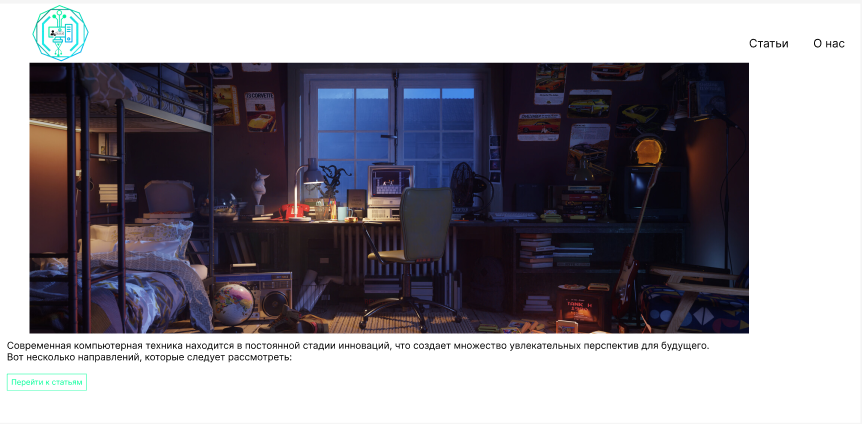 Статьи
О нас
Современная компьютерная техника находится в постоянной стадии инноваций, что создает множество увлекательных перспектив для будущего.
Вот несколько направлений, которые следует рассмотреть:
Перейти к статьям